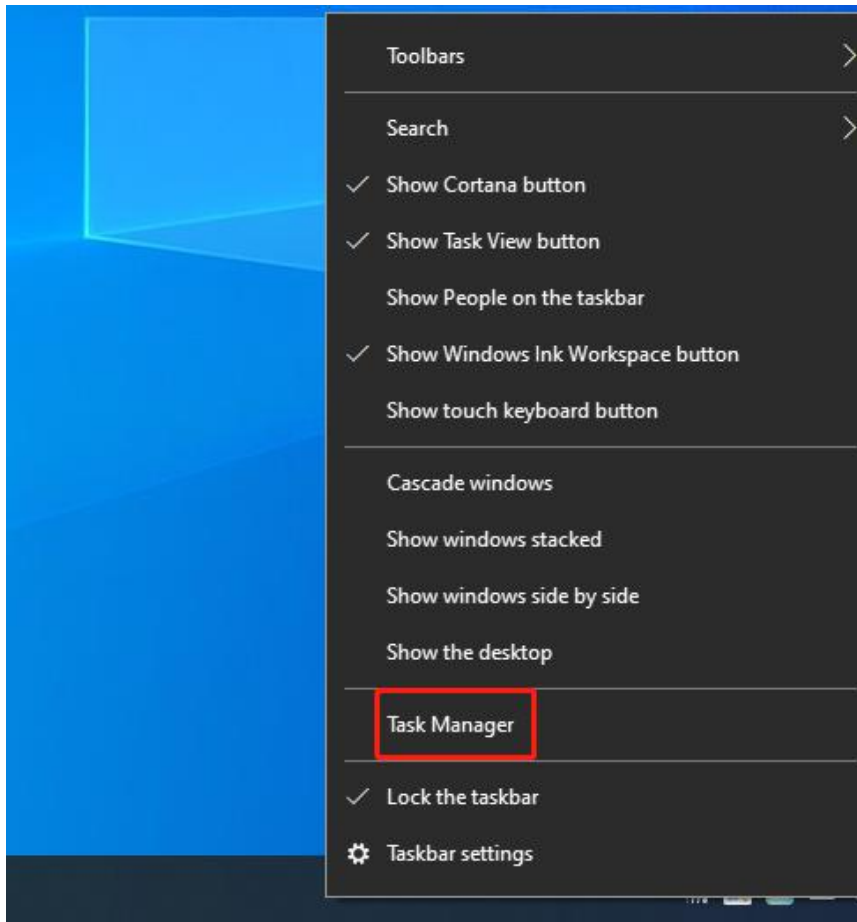 Toolbars
Search
Show Cortana button
Show Task View button
Show People on the taskbar
Show Windows Ink Workspace button
Show touch keyboard button
Cascade windows
Show windows stacked
Show windows side by side
Show the desktop
Task Manager
Lock the taskbar
Taskbar settings